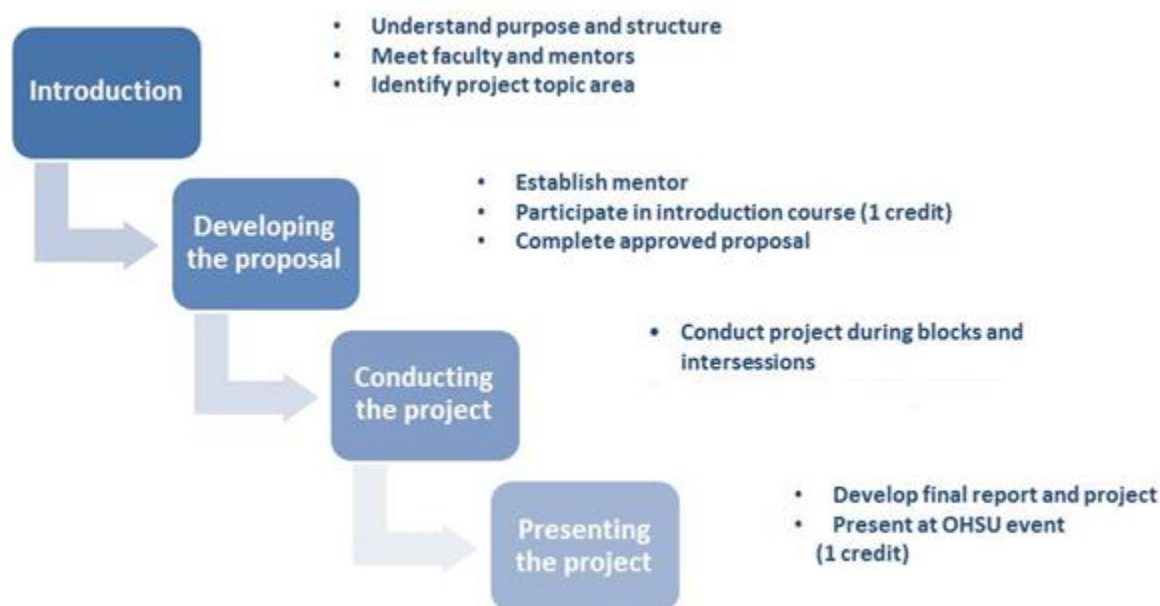 Introduction
• Understand purpose and structure
• Meet faculty and mentors
• Identify project topic area
Developing
the proposal
• Establish mentor
• Participate in introduction course (1 credit)
• Complete approved proposal
Conducting
the project
• Conduct project during blocks and
intersessions
Presenting
the project
• Develop final report and project
• Present at OHSU event
(1 credit)